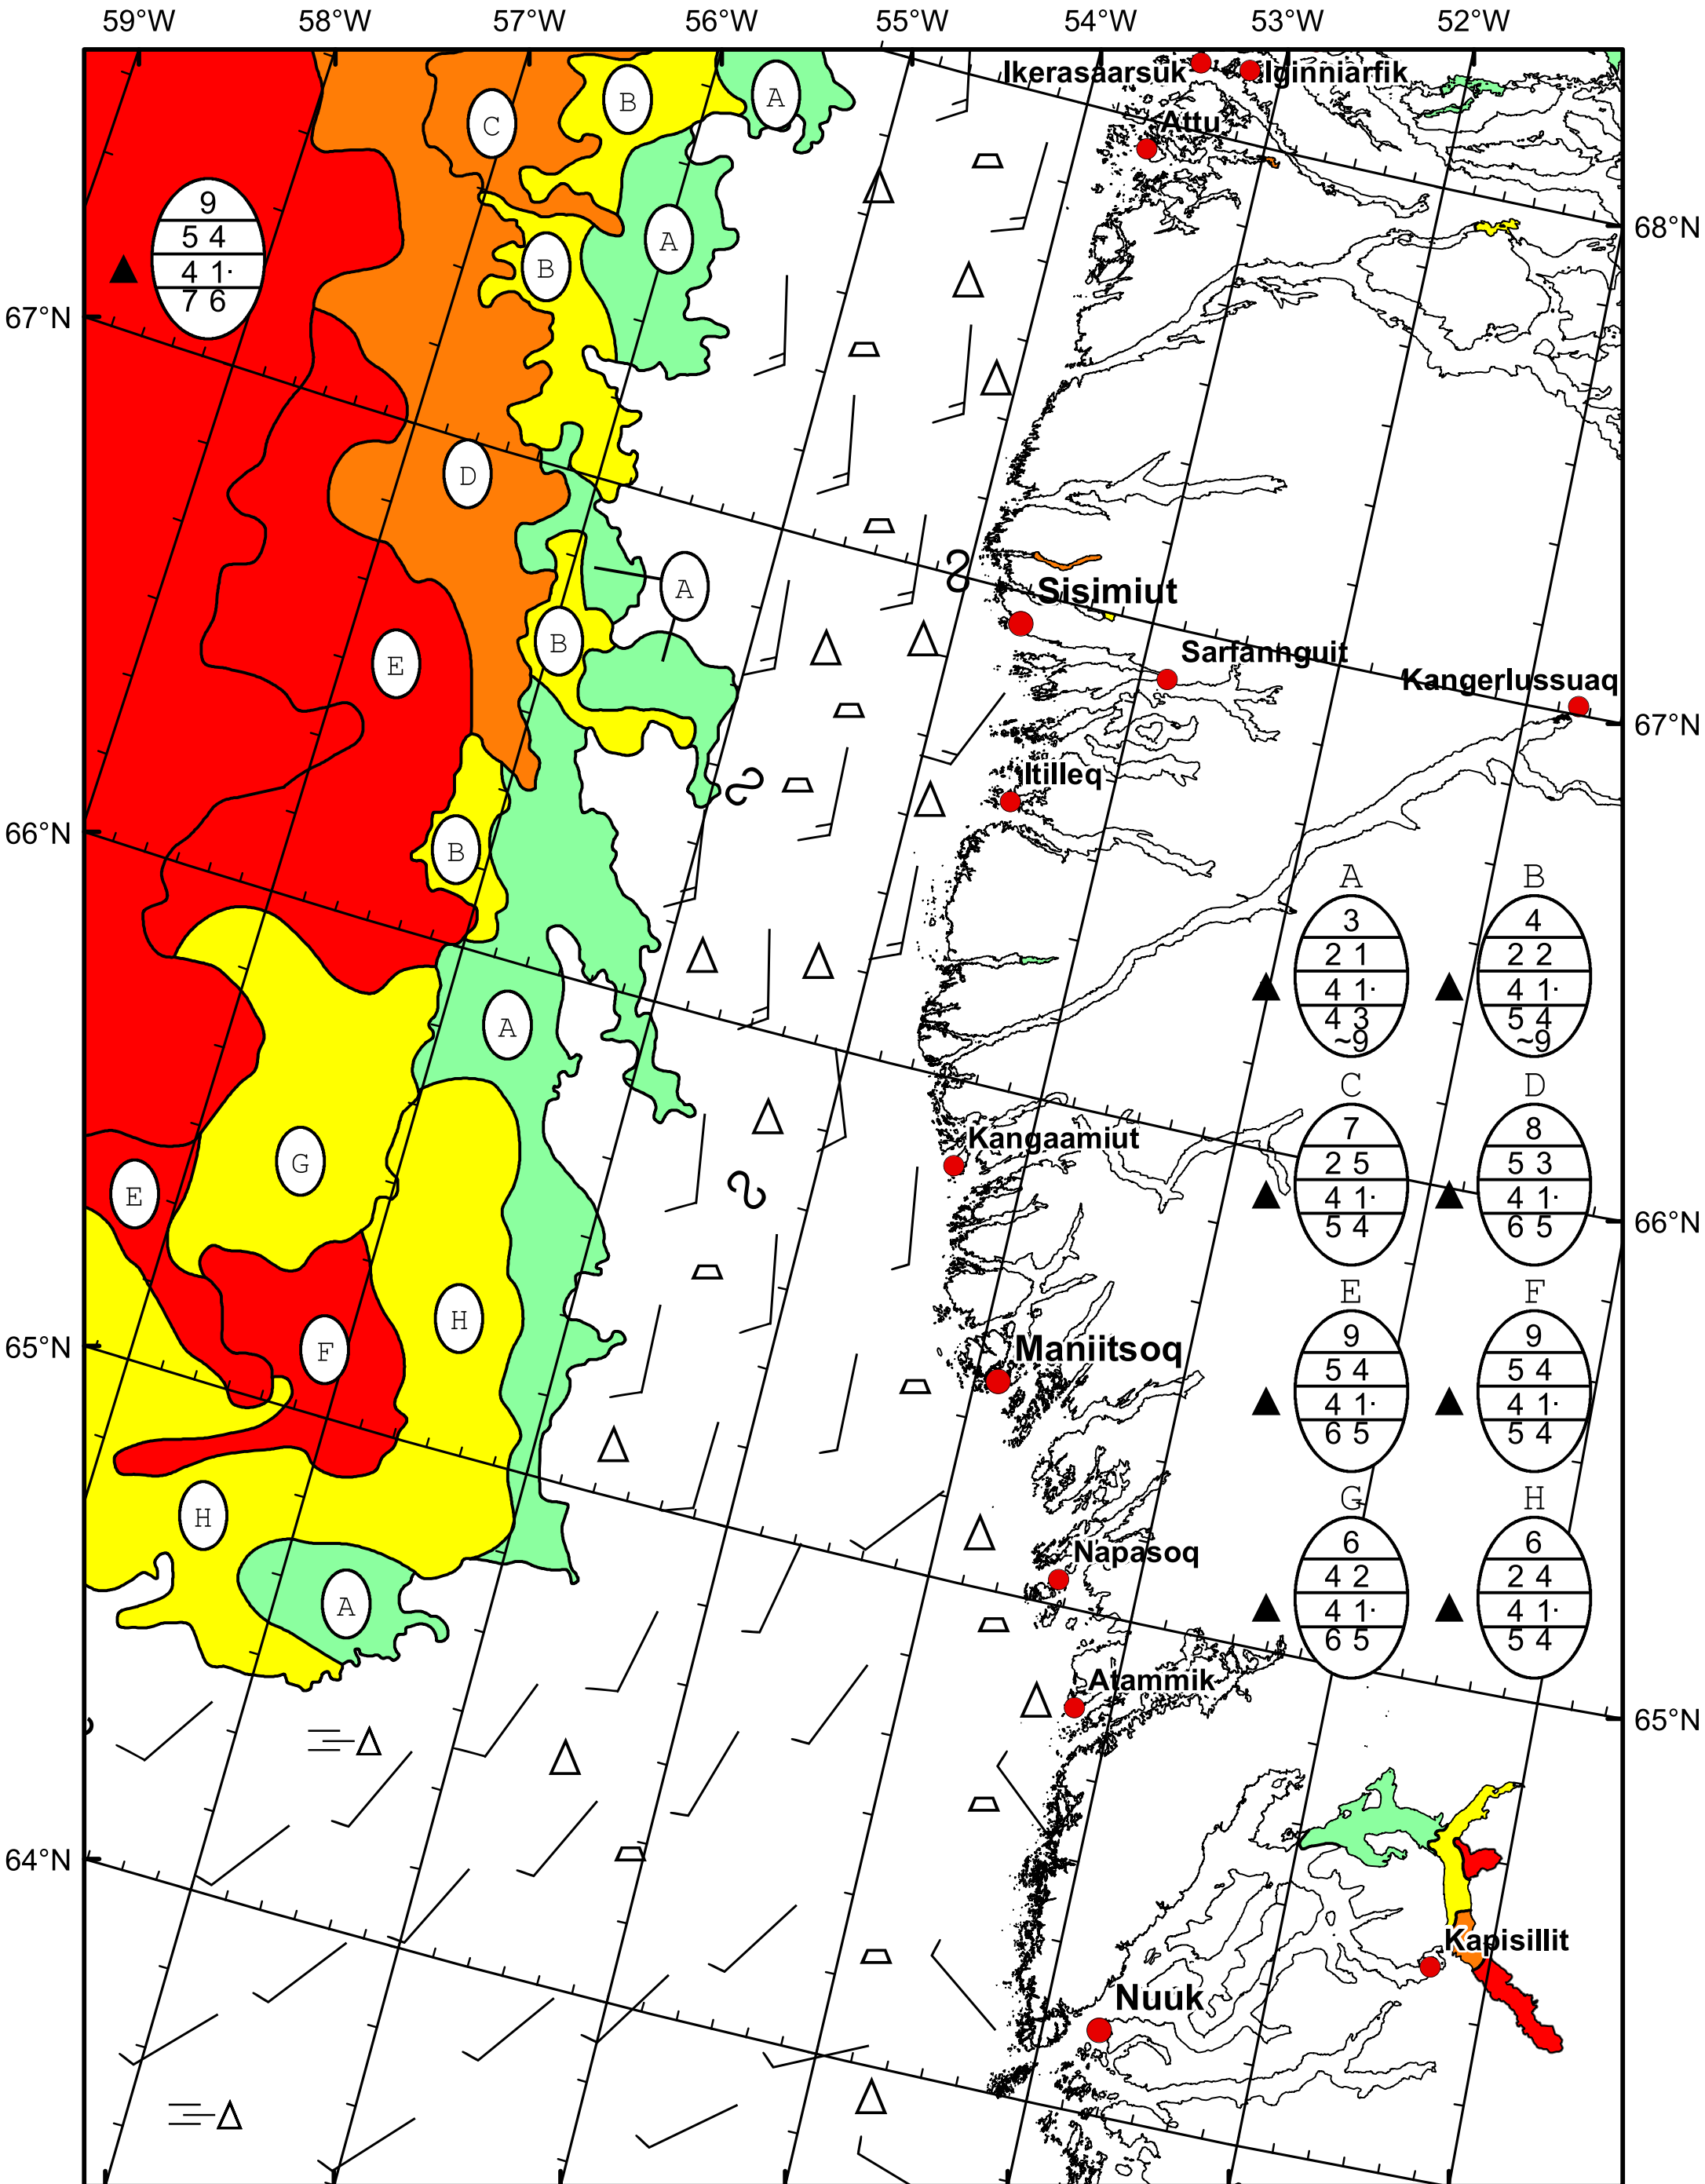 59°W 58°W 57°W 56°W 55°W 54°W 53°W 52°W
Ikerasaarsuk Iginniarfik
C B A
Attu
9
5 4
4 1·
7 6
68°N
A
B
67°N
D
Sisimiut
A
B
Sarfannguit
E
Kangerlussuaq
67°N
Itilleq
66°N
B
A
3
2 1
4 1·
4 3
~9
B
4
2 2
4 1·
5 4
~9
A
Kangaamiut
G
E
C
7
2 5
4 1·
5 4
D
8
5 3
4 1·
6 5
66°N
H
F
65°N
Maniitsoq
E
9
5 4
4 1·
6 5
F
9
5 4
4 1·
5 4
H
Napasoq
A
G
6
4 2
4 1·
6 5
H
6
2 4
4 1·
5 4
Atammik
65°N
64°N
Kapisillit
Nuuk